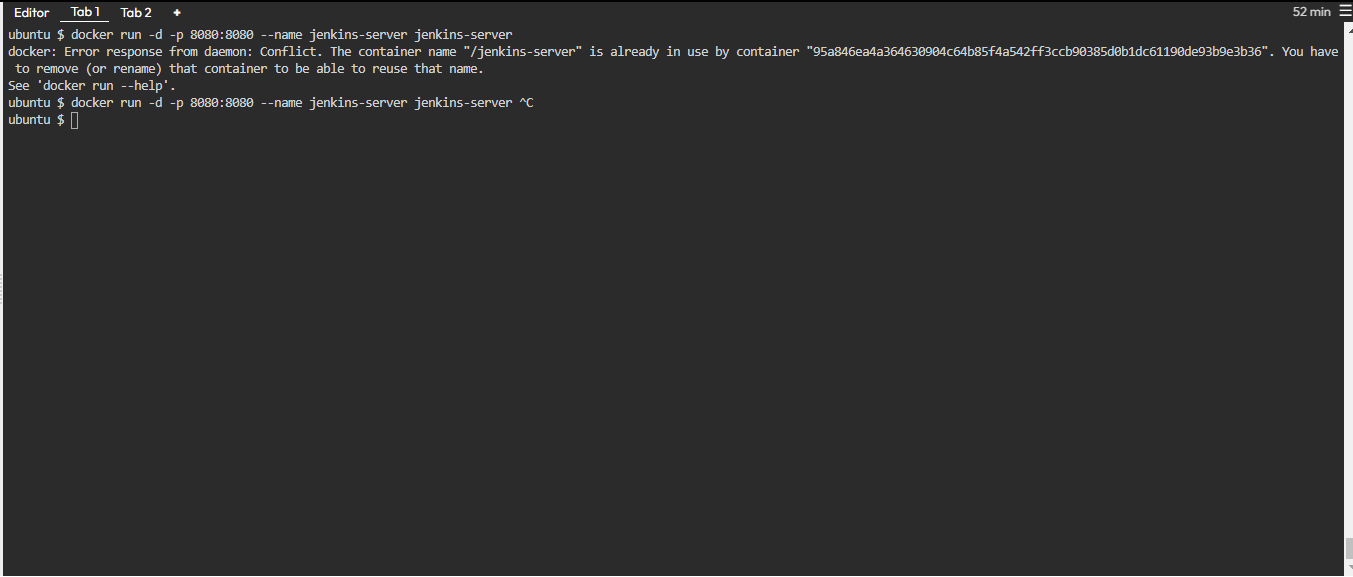 Editor Tab 1 Tab 2 + 52 min
ubuntu $ docker run -d -p 8080:8080 --name jenkins-server jenkins-server
docker: Error response from daemon: Conflict. The container name "/jenkins-server" is already in use by container "95a846ea4a364630904c64b85f4a542ff3ccb90385d0b1dc61190de93b9e3b36". You have
 to remove (or rename) that container to be able to reuse that name.
See 'docker run --help'.
ubuntu $ docker run -d -p 8080:8080 --name jenkins-server jenkins-server ^C
ubuntu $